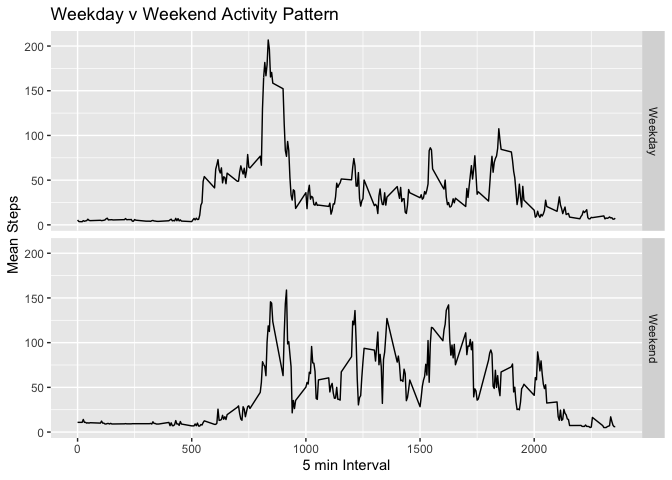 Weekday v Weekend Activity Pattern
200
150
100
50
0
Weekday
Mean Steps
200
150
100
50
0
Weekend
0 500 1000 1500 2000
5 min Interval